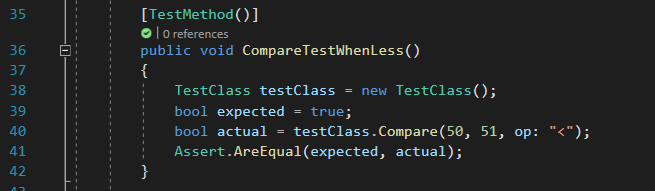 35 [TestMethod()]
0 references
36 public void CompareTestWhenLess()
37 {
38 TestClass testClass = new TestClass();
39 bool expected = true;
40 bool actual = testClass.Compare(50, 51, op: "<");
41 Assert.AreEqual(expected, actual);
42 }